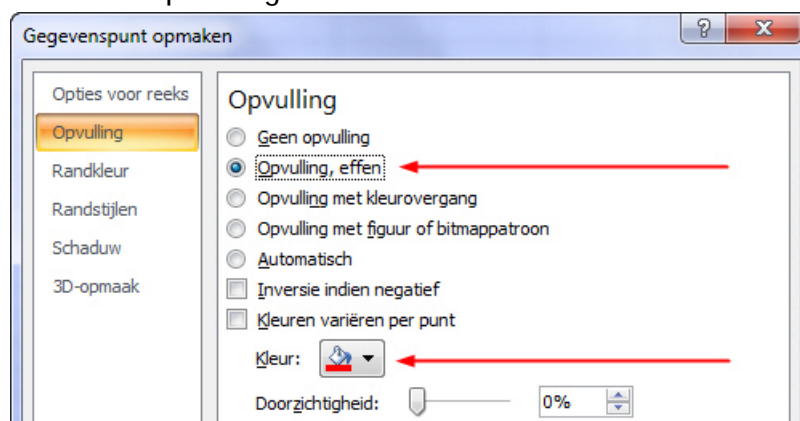 Gegevenspunt opmaken
Opties voor reeks
Opvulling
Randkleur
Randstijlen
Schaduw
3D-opmaak
Opvulling
Geen opvulling
Opvulling, effen
Opvulling met kleurovergang
Opvulling met figuur of bitmappatroon
Automatisch
Inversie indien negatief
Kleuren variëren per punt
Kleur:
Doorzichtigheid: 0%